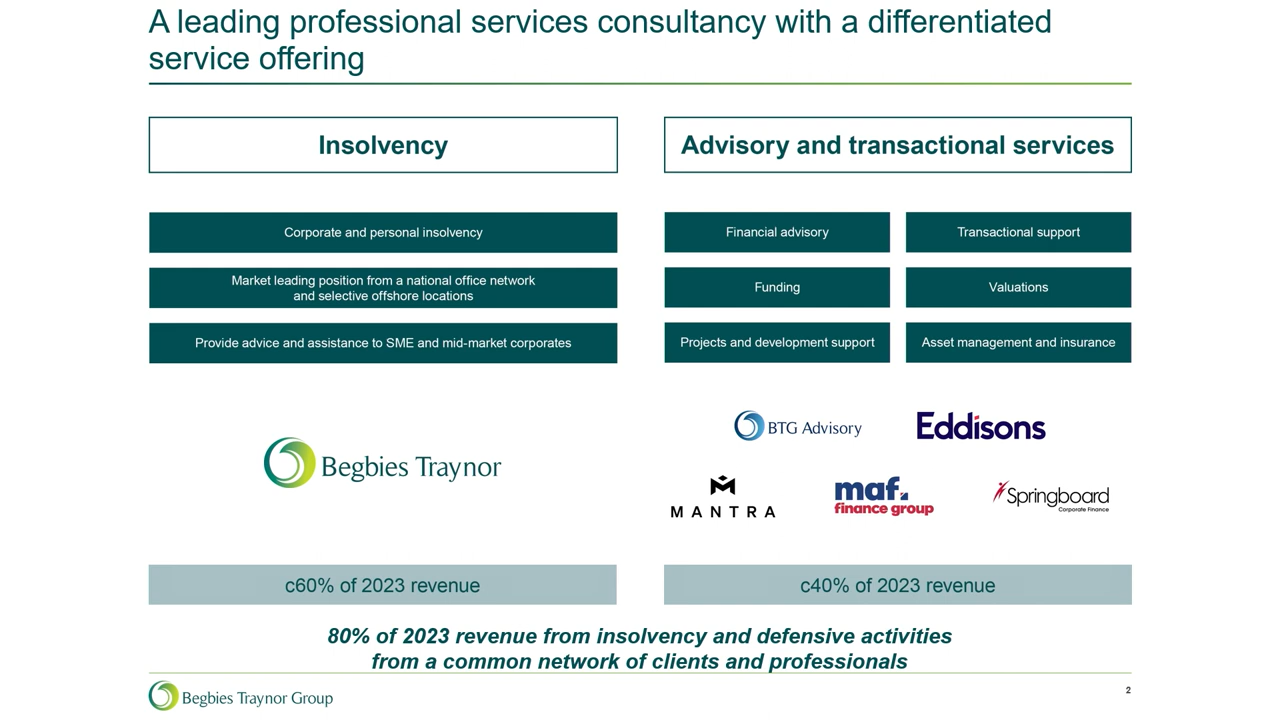 A leading professional services consultancy with a differentiated
service offering
Insolvency
Corporate and personal insolvency
Market leading position from a national office network
and selective offshore locations
Provide advice and assistance to SME and mid-market corporates
Begbies Traynor
c60% of 2023 revenue
Advisory and transactional services
Financial advisory
Transactional support
Funding
Valuations
Projects and development support
Asset management and insurance
BTG Advisory
Eddisons
MANTRA
maf.
finance group
Springboard
Corporate Finance
c40% of 2023 revenue
80% of 2023 revenue from insolvency and defensive activities
from a common network of clients and professionals
Begbies Traynor Group
2